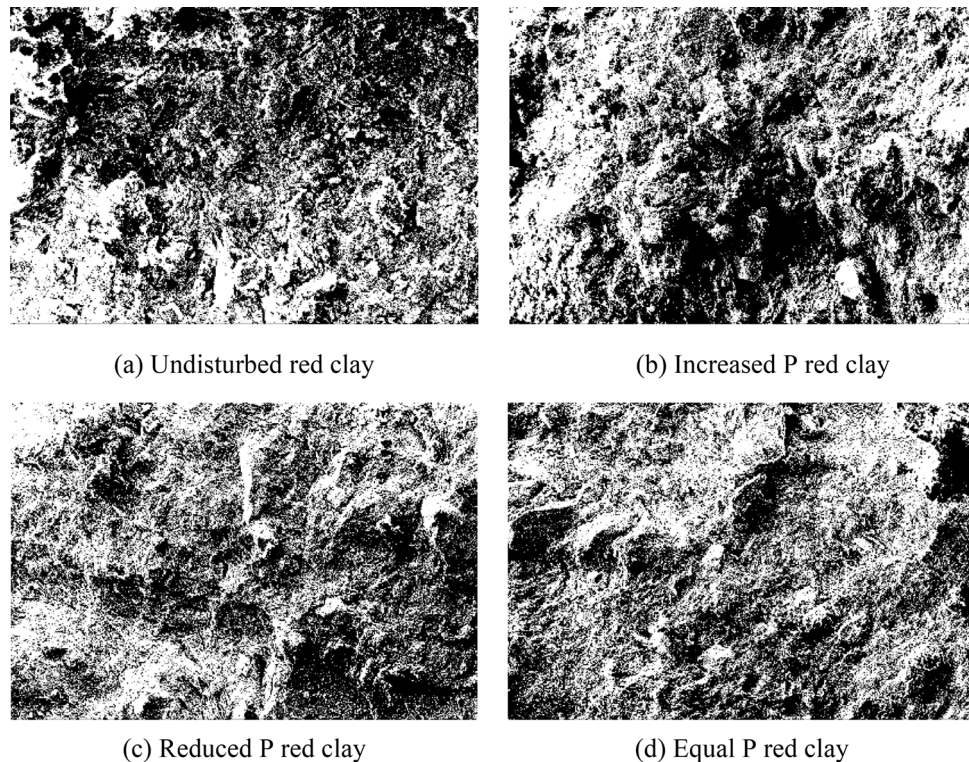 (a) Undisturbed red clay
(b) Increased P red clay
(c) Reduced P red clay
(d) Equal P red clay